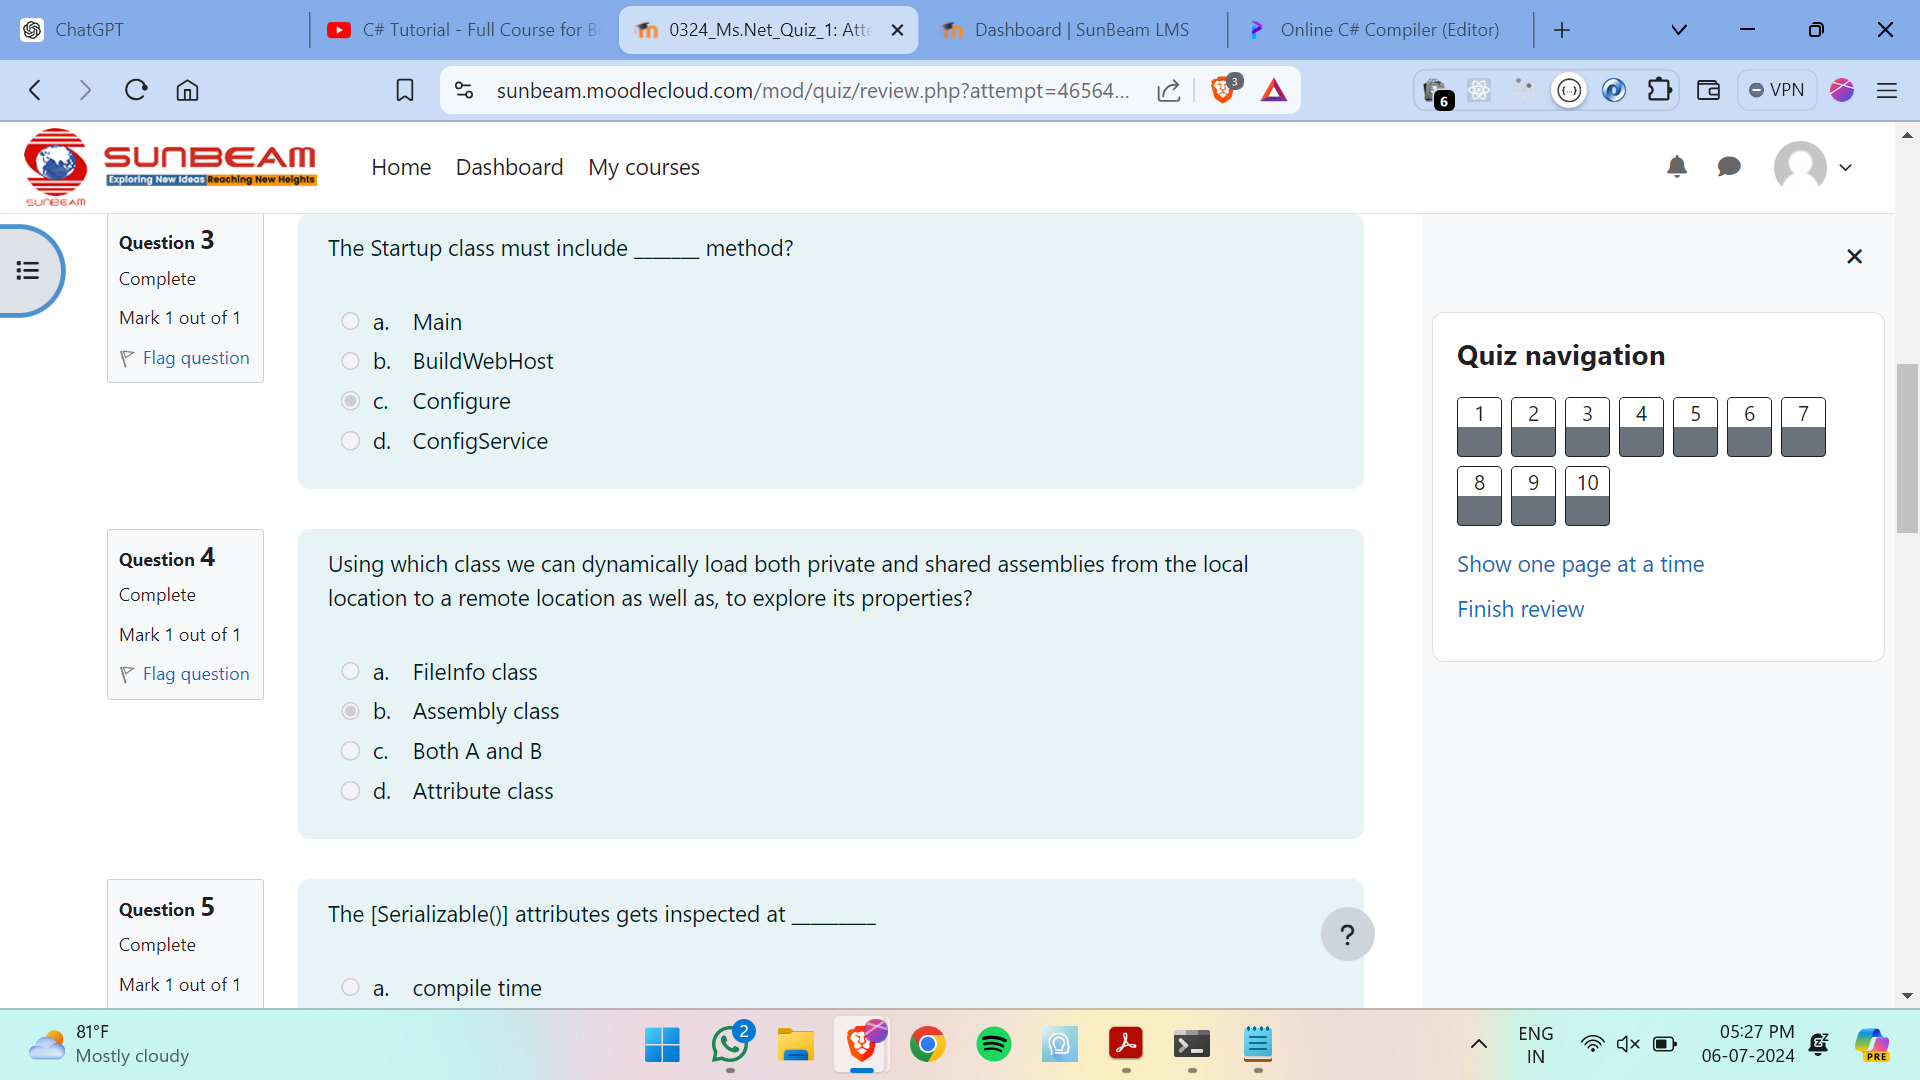 ChatGPT
C# Tutorial - Full Course for B
0324_Ms.Net_Quiz_1: Atte
Dashboard | SunBeam LMS
Online C# Compiler (Editor)
sunbeam.moodlecloud.com/mod/quiz/review.php?attempt=46564...
3
6
VPN
SUNBEAM
Exploring New Ideas Reaching New Heights
SUNBEAM
Home
Dashboard
My courses
Question 3
Complete
Mark 1 out of 1
Flag question
The Startup class must include _______ method?
a. Main
b. BuildWebHost
c. Configure
d. ConfigService
Question 4
Complete
Mark 1 out of 1
Flag question
Using which class we can dynamically load both private and shared assemblies from the local
location to a remote location as well as, to explore its properties?
a. FileInfo class
b. Assembly class
c. Both A and B
d. Attribute class
Question 5
Complete
Mark 1 out of 1
The [Serializable()] attributes gets inspected at _________
a. compile time
?
Quiz navigation
1 2 3 4 5 6 7
8 9 10
Show one page at a time
Finish review
81°F
Mostly cloudy
2
ENG
IN
05:27 PM
06-07-2024
PRE